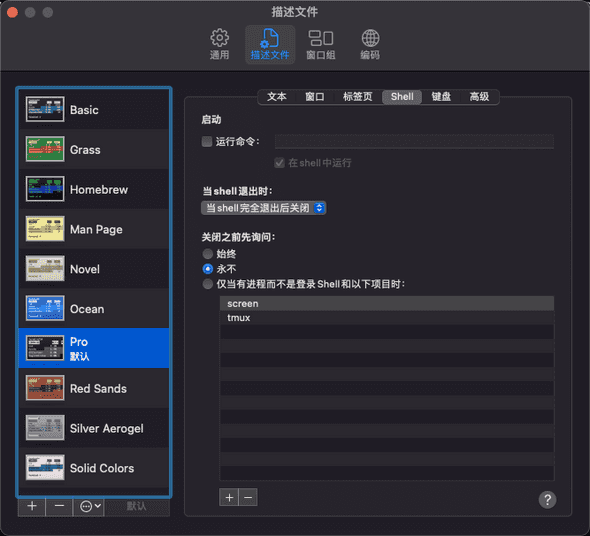 描述文件
通用
描述文件
窗口组
编码
Basic
Grass
Homebrew
Man Page
Novel
Ocean
Pro
默认
Red Sands
Silver Aerogel
Solid Colors
+ − 默认
文本 窗口 标签页 Shell 键盘 高级
启动
运行命令:
在 shell 中运行
当 shell 退出时:
当 shell 完全退出后关闭
关闭之前先询问:
始终
永不
仅当有进程而不是登录 Shell 和以下项目时:
screen
tmux
+ − ?